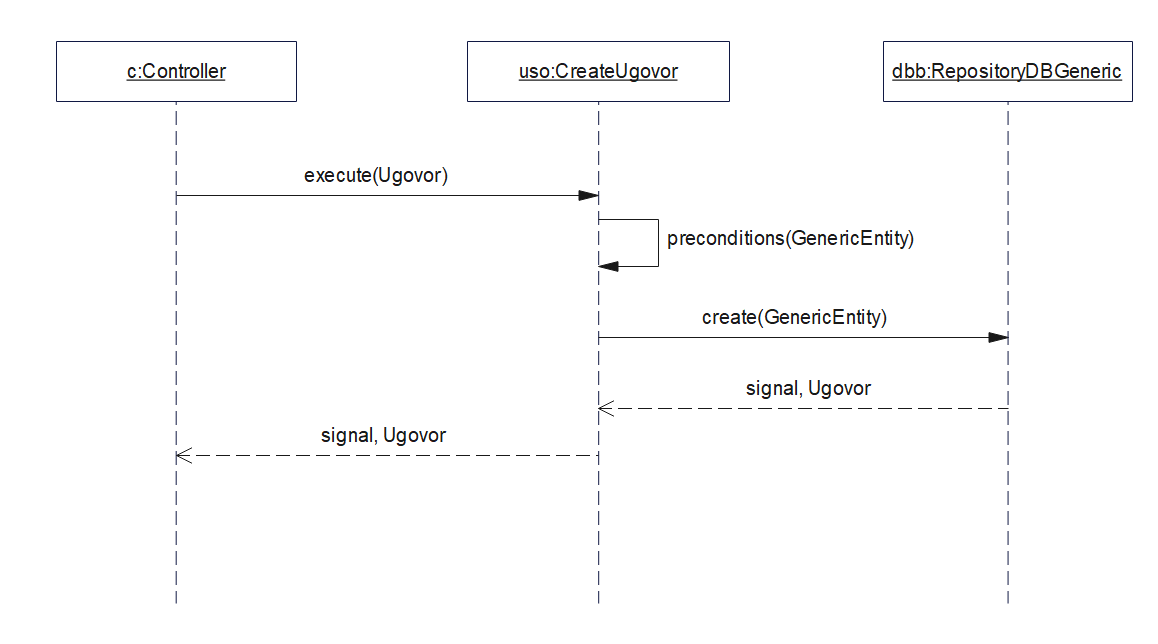 c:Controller
uso:CreateUgovor
dbb:RepositoryDBGeneric
execute(Ugovor)
preconditions(GenericEntity)
create(GenericEntity)
signal, Ugovor
signal, Ugovor